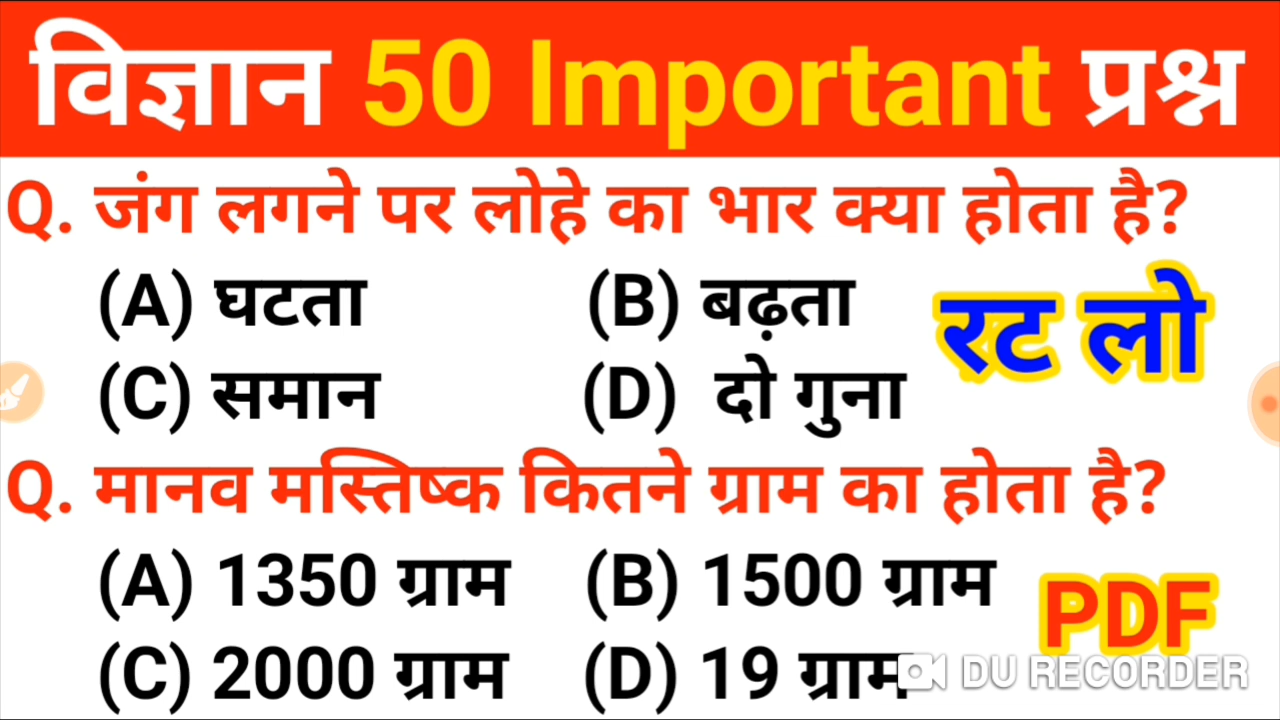 विज्ञान 50 Important प्रश्न
Q. जंग लगने पर लोहे का भार क्या होता है?
(A) घटता (B) बढ़ता
रट लो
(C) समान (D) दो गुना
Q. मानव मस्तिष्क कितने ग्राम का होता है?
(A) 1350 ग्राम (B) 1500 ग्राम
PDF
(C) 2000 ग्राम (D) 19 ग्राम
DU RECORDER